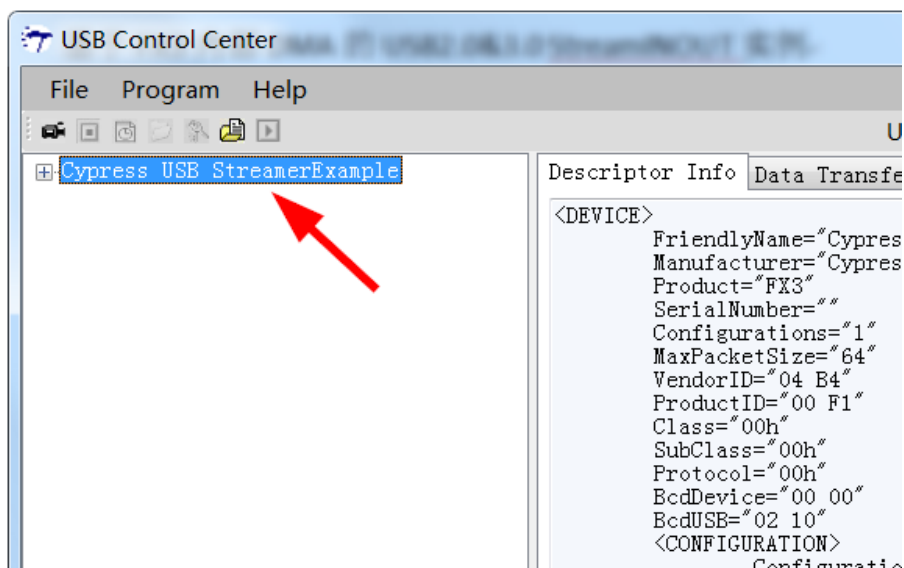 USB Control Center
File Program Help
U
Cypress USB StreamerExample
Descriptor Info Data Transfe
<DEVICE>
FriendlyName="Cypres
Manufacturer="Cypres
Product="FX3"
SerialNumber=""
Configurations="1"
MaxPacketSize="64"
VendorID="04 B4"
ProductID="00 F1"
Class="00h"
SubClass="00h"
Protocol="00h"
BcdDevice="00 00"
BcdUSB="02 10"
<CONFIGURATION>
Configuratio